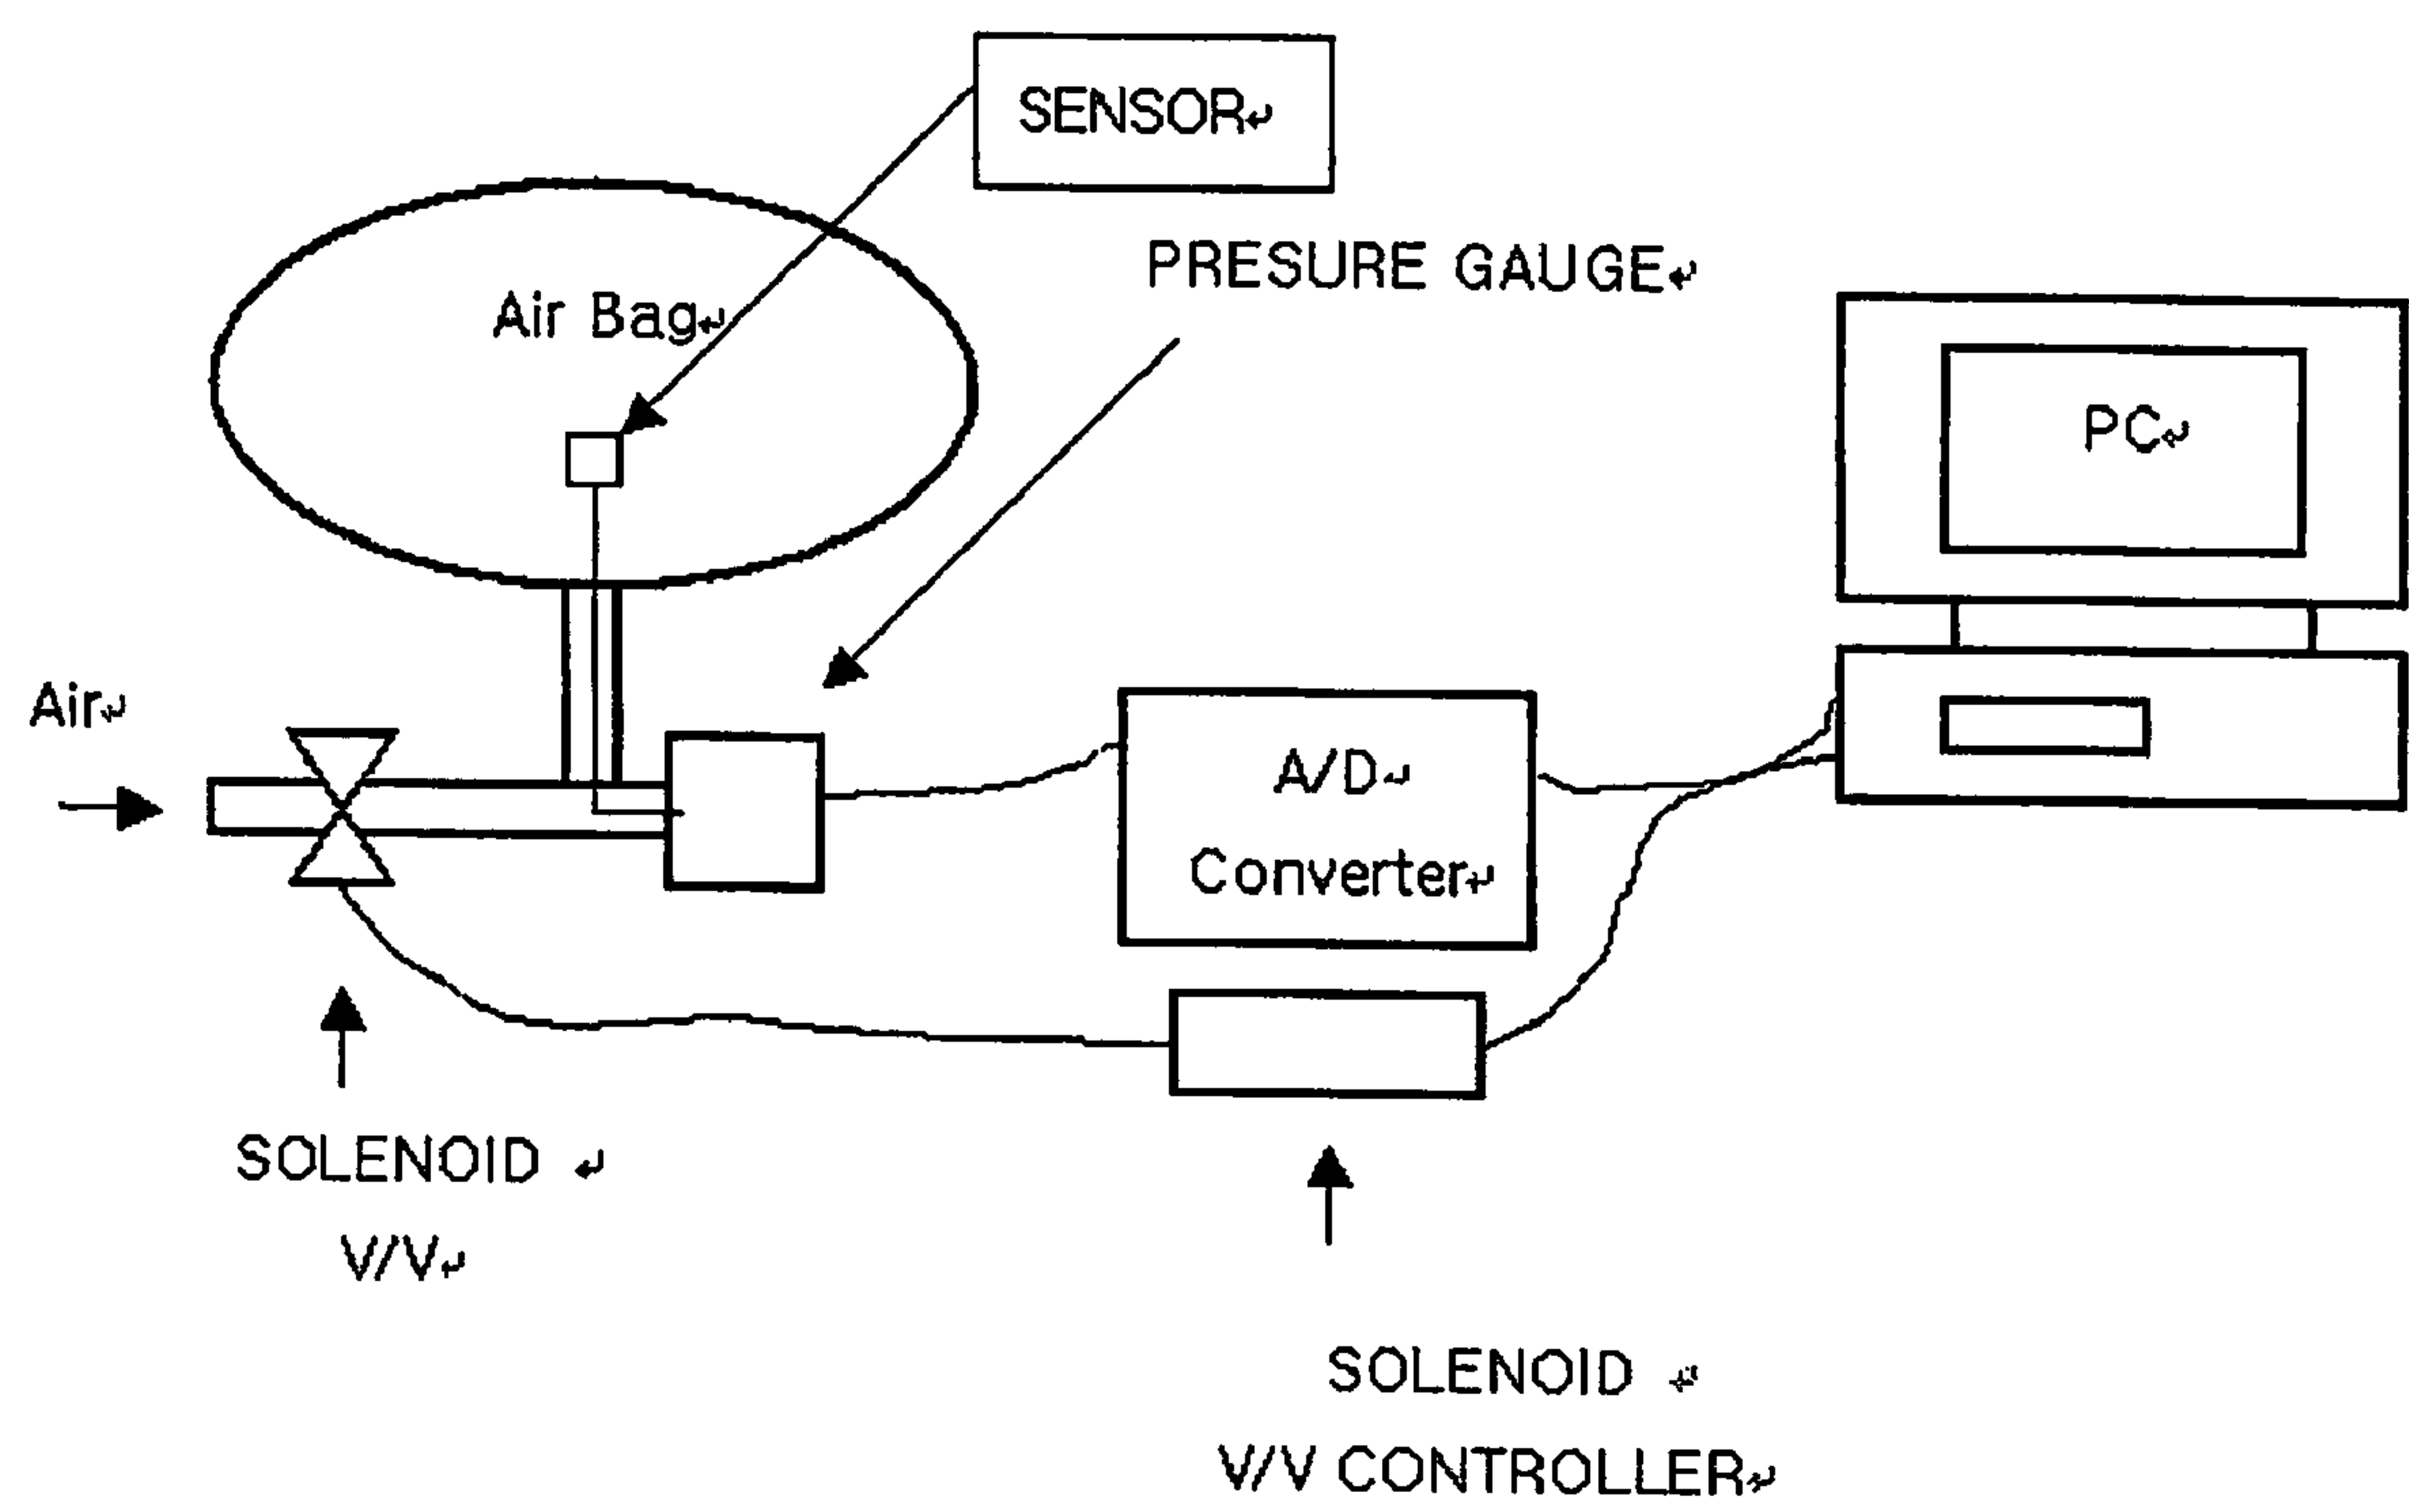 SENSOR↵
PRESURE GAUGE↵
Air Bag↵
PC↵
Air↵
A/D↵
Converter↵
SOLENOID ↵
V/V↵
SOLENOID ↵
V/V CONTROLLER↵